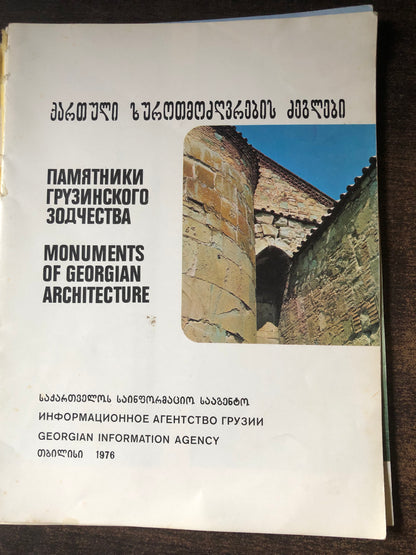 ქართული ხუროთმოძღვრების ძეგლები
ПАМЯТНИКИ
ГРУЗИНСКОГО
ЗОДЧЕСТВА
MONUMENTS
OF GEORGIAN
ARCHITECTURE
საქართველოს საინფორმაციო სააგენტო
ИНФОРМАЦИОННОЕ АГЕНТСТВО ГРУЗИИ
GEORGIAN INFORMATION AGENCY
თბილისი 1976